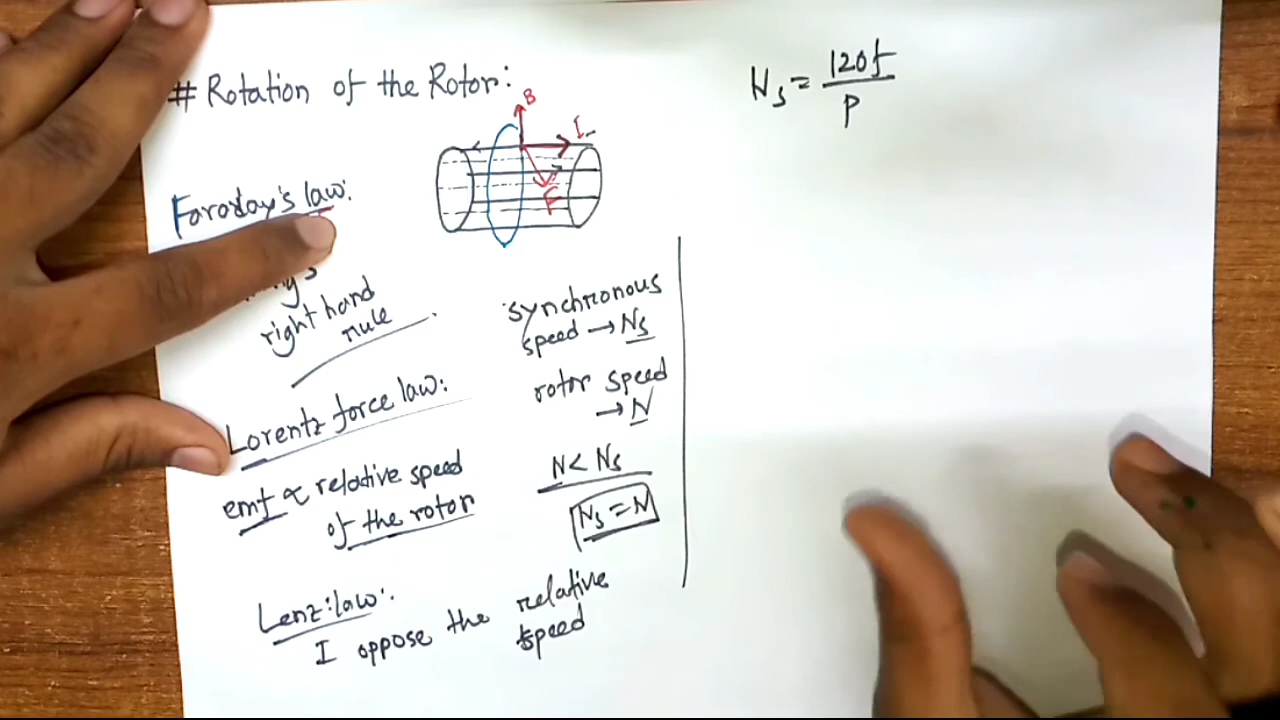 # Rotation of the Rotor:
B
I
F
Faraday's law:
right hand
rule
Lorentz force law:
emf ∝ relative speed
of the rotor
Lenz:law:
I oppose the relative
speed
synchronous
speed → Ns
rotor speed
→ N
N < Ns
Ns = N
Ns = 120f
P